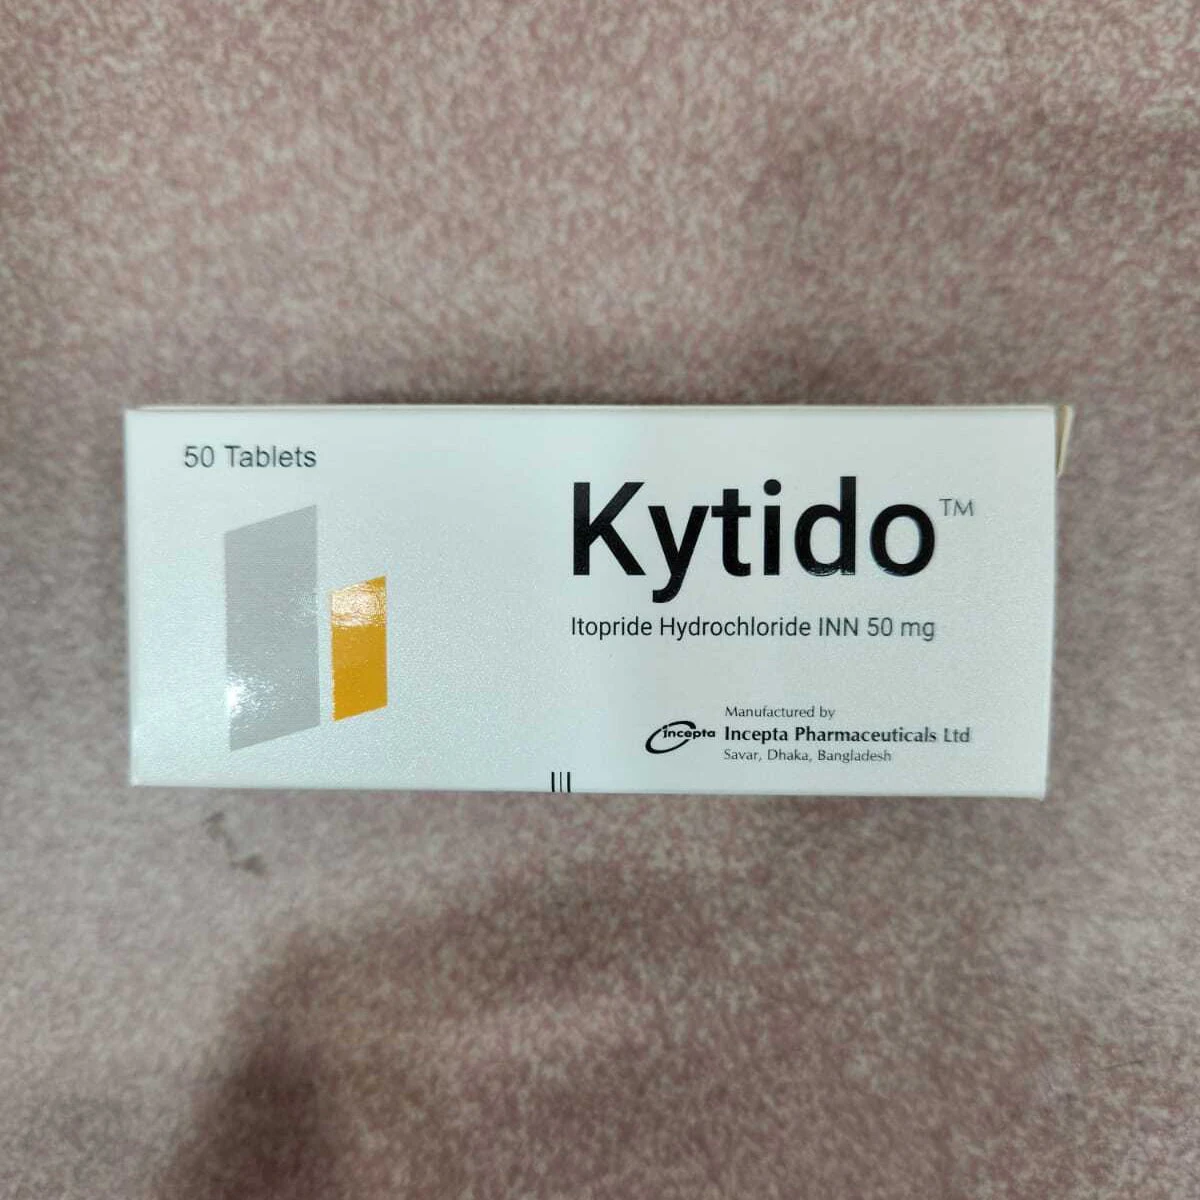 50 Tablets
Kytido™
Itopride Hydrochloride INN 50 mg
Manufactured by
incepta Incepta Pharmaceuticals Ltd
Savar, Dhaka, Bangladesh